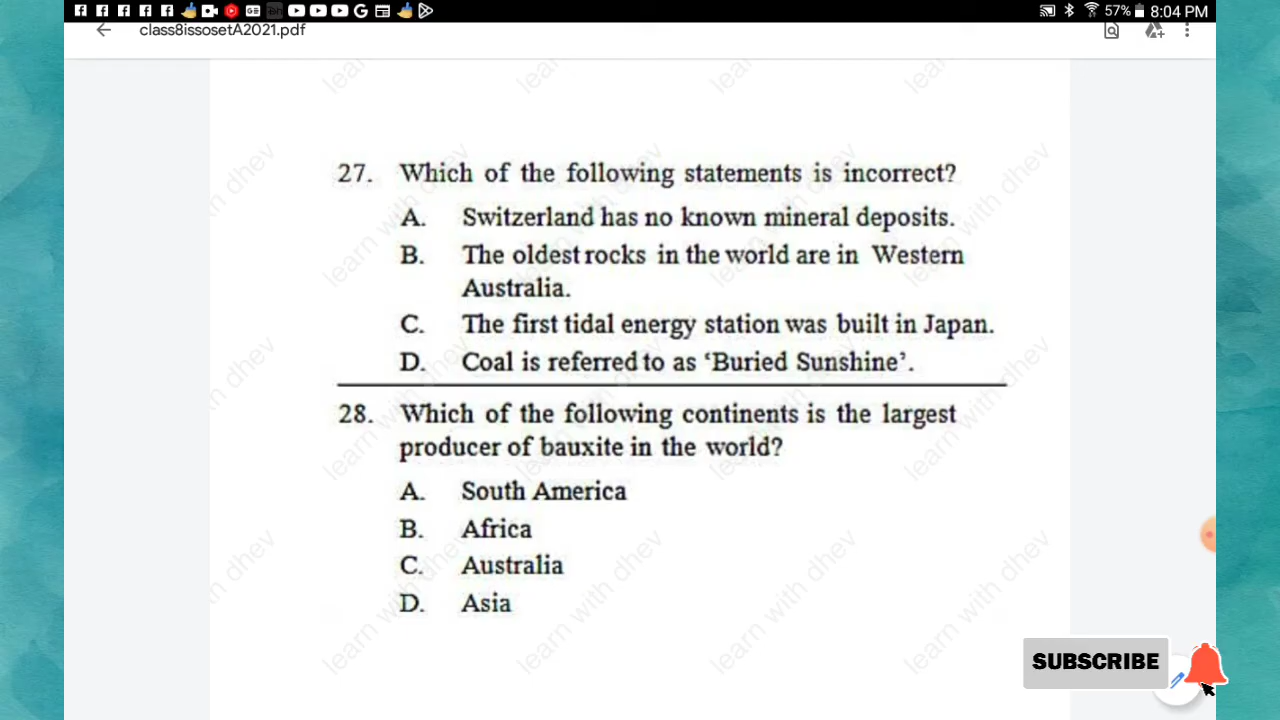 57% 8:04 PM
class8issosetA2021.pdf
27. Which of the following statements is incorrect?
A. Switzerland has no known mineral deposits.
B. The oldest rocks in the world are in Western
Australia.
C. The first tidal energy station was built in Japan.
D. Coal is referred to as ‘Buried Sunshine’.
28. Which of the following continents is the largest
producer of bauxite in the world?
A. South America
B. Africa
C. Australia
D. Asia
learn with dhev
SUBSCRIBE